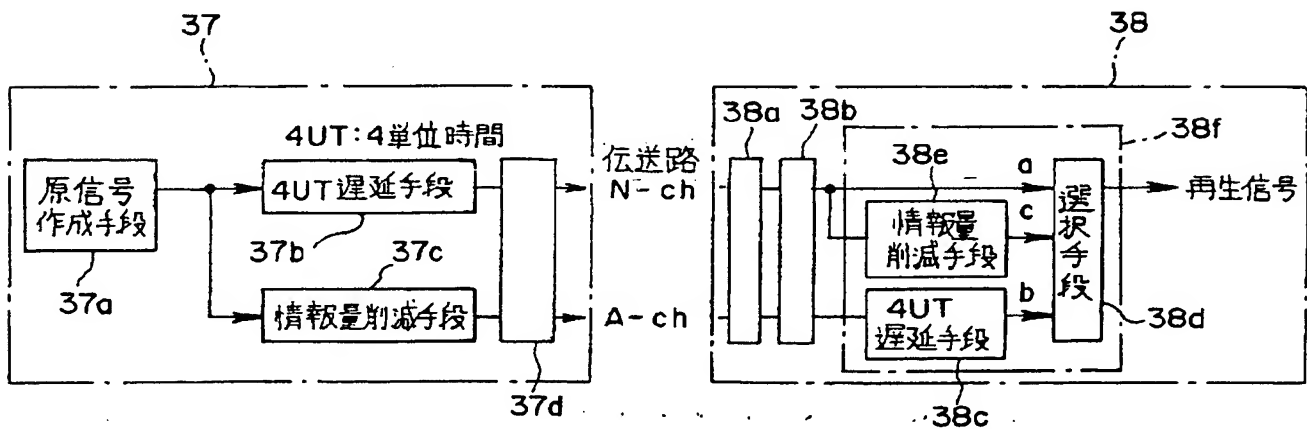 37
4UT:4単位時間
原信号
作成手段
37a
4UT遅延手段
37b
37c
情報量削減手段
37d
伝送路
N-ch
A-ch
38
38a
38b
38e
38f
a
c
b
情報量
削減手段
4UT
遅延手段
38c
選択手段
38d
再生信号